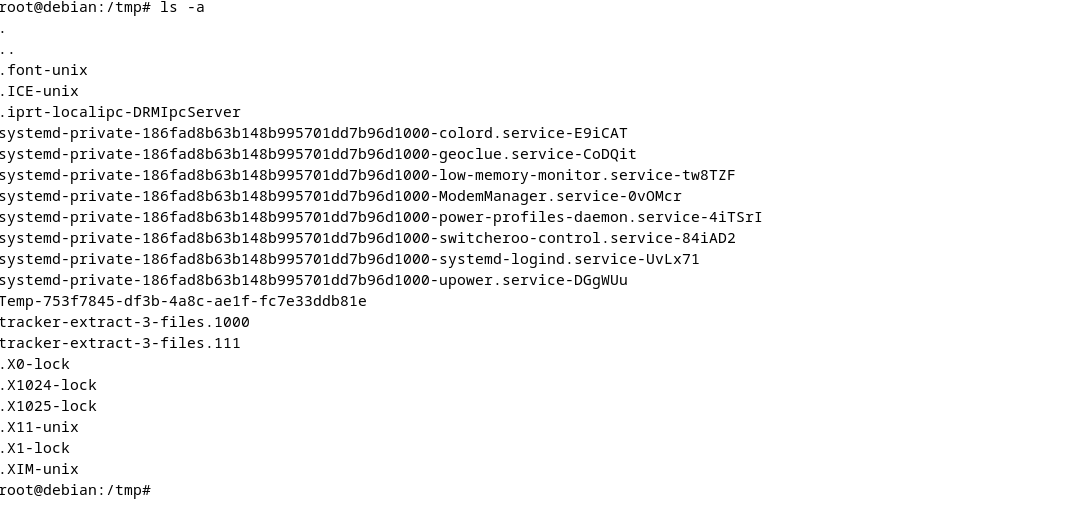 root@debian:/tmp# ls -a
.
..
.font-unix
.ICE-unix
.iprt-localipc-DRMIpcServer
systemd-private-186fad8b63b148b995701dd7b96d1000-colord.service-E9iCAT
systemd-private-186fad8b63b148b995701dd7b96d1000-geoclue.service-CoDQit
systemd-private-186fad8b63b148b995701dd7b96d1000-low-memory-monitor.service-tw8TZF
systemd-private-186fad8b63b148b995701dd7b96d1000-ModemManager.service-0vOMcr
systemd-private-186fad8b63b148b995701dd7b96d1000-power-profiles-daemon.service-4iTSrI
systemd-private-186fad8b63b148b995701dd7b96d1000-switcheroo-control.service-84iAD2
systemd-private-186fad8b63b148b995701dd7b96d1000-systemd-logind.service-UvLx71
systemd-private-186fad8b63b148b995701dd7b96d1000-upower.service-DGgWUu
Temp-753f7845-df3b-4a8c-ae1f-fc7e33ddb81e
tracker-extract-3-files.1000
tracker-extract-3-files.111
.X0-lock
.X1024-lock
.X1025-lock
.X11-unix
.X1-lock
.XIM-unix
root@debian:/tmp#